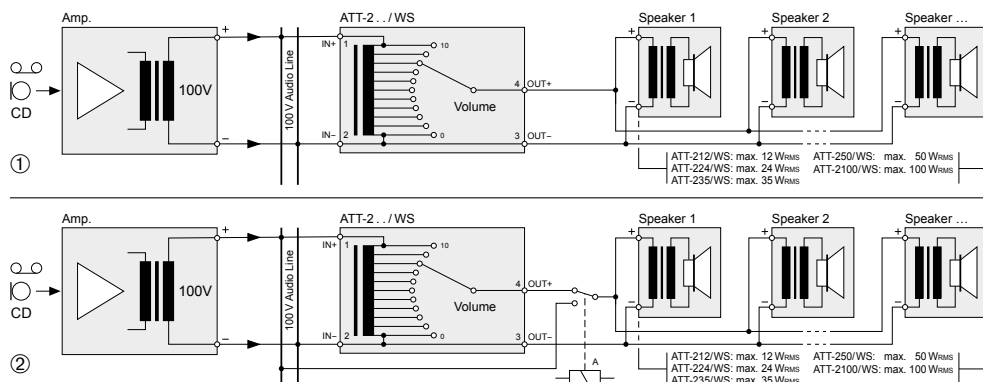 Amp. ATT-2 . . / WS Speaker 1 Speaker 2 Speaker …
+ IN+ 1 10 + + +
100V 100 V Audio Line 4 OUT+
CD Volume
– IN– 2 0 3 OUT– – – –
①
ATT-212/WS: max. 12 WRMS ATT-250/WS: max. 50 WRMS
ATT-224/WS: max. 24 WRMS ATT-2100/WS: max. 100 WRMS
ATT-235/WS: max. 35 WRMS
Amp. ATT-2 . . / WS Speaker 1 Speaker 2 Speaker …
+ IN+ 1 10 + + +
100V 100 V Audio Line 4 OUT+
CD Volume
– IN– 2 0 3 OUT– – – –
②
A
ATT-212/WS: max. 12 WRMS ATT-250/WS: max. 50 WRMS
ATT-224/WS: max. 24 WRMS ATT-2100/WS: max. 100 WRMS
ATT-235/WS: max. 35 WRMS